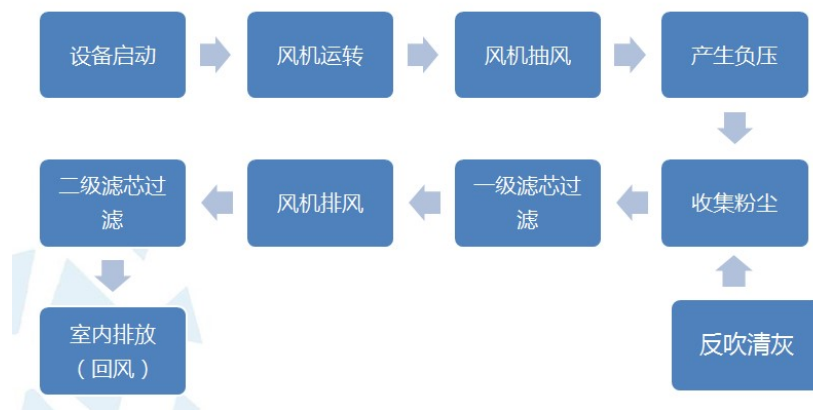 设备启动
风机运转
风机抽风
产生负压
二级滤芯过
滤
风机排风
一级滤芯过
滤
收集粉尘
室内排放
（回风）
反吹清灰